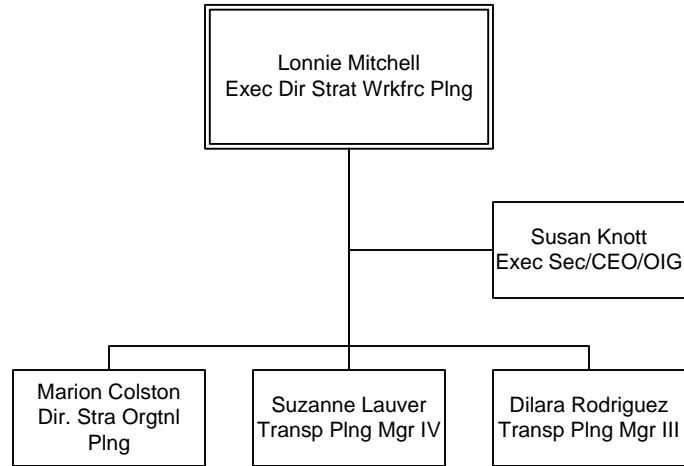 Lonnie Mitchell
Exec Dir Strat Wrkfrc Plng
Susan Knott
Exec Sec/CEO/OIG
Marion Colston
Dir. Stra Orgtnl
Plng
Suzanne Lauver
Transp Plng Mgr IV
Dilara Rodriguez
Transp Plng Mgr III